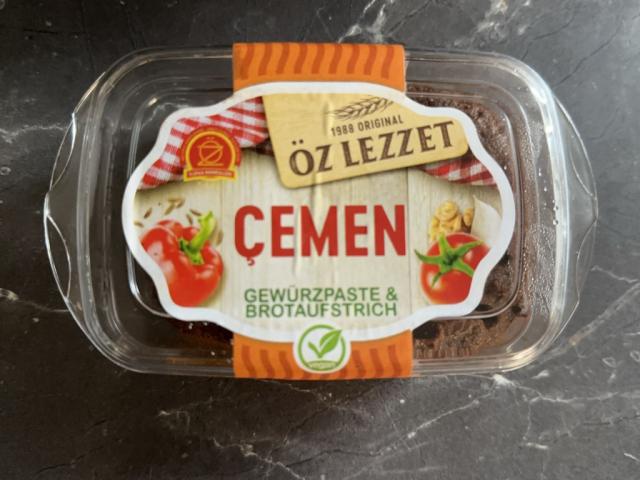 1988 ORIGINAL
ÖZ LEZZET
ÇEMEN
GEWÜRZPASTE &
BROTAUFSTRICH